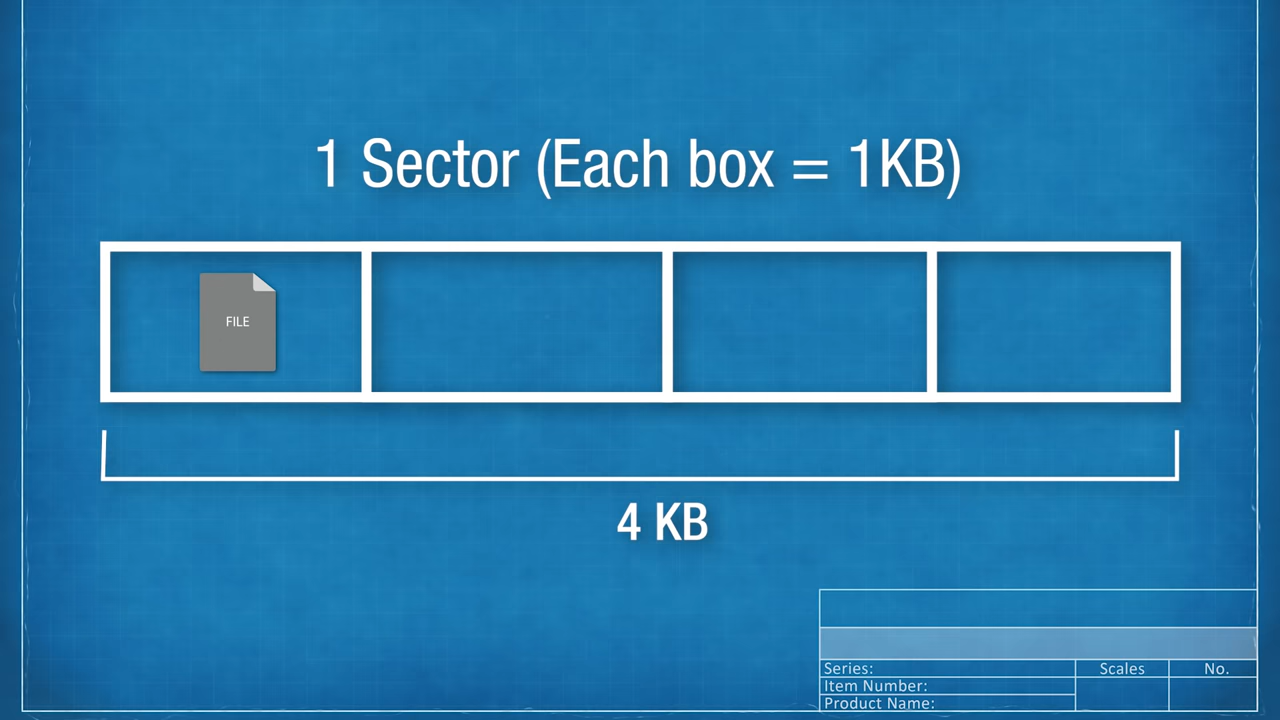 1 Sector (Each box = 1KB)
FILE
4 KB
Series:
Scales
No.
Item Number:
Product Name: